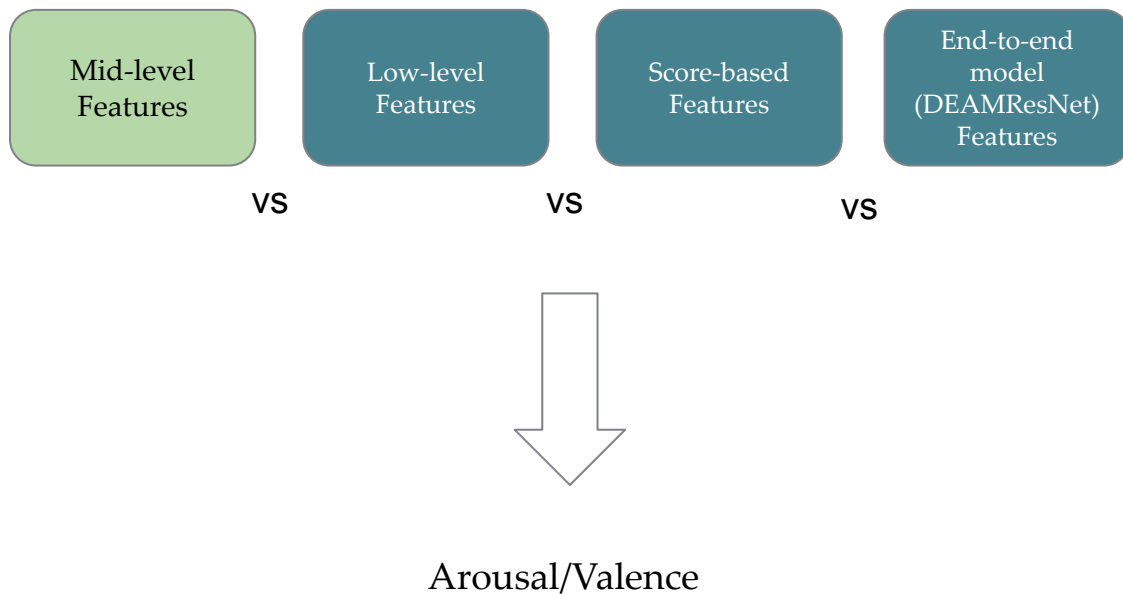 Mid-level
Features
Low-level
Features
Score-based
Features
End-to-end
model
(DEAMResNet)
Features
vs
vs
vs
Arousal/Valence